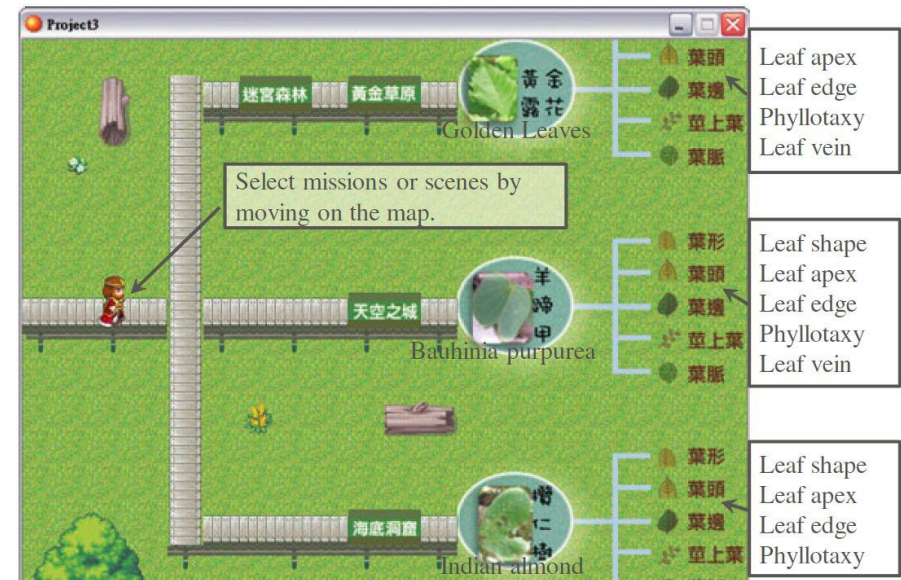 Project3
迷宮森林
黃金草原
黃金
露花
Golden Leaves
葉頭
葉邊
莖上葉
葉脈
Leaf apex
Leaf edge
Phyllotaxy
Leaf vein
Select missions or scenes by
moving on the map.
天空之城
羊蹄甲
Bauhinia purpurea
葉形
葉頭
葉邊
莖上葉
葉脈
Leaf shape
Leaf apex
Leaf edge
Phyllotaxy
Leaf vein
海底洞窟
欖仁樹
Indian almond
葉形
葉頭
葉邊
莖上葉
Leaf shape
Leaf apex
Leaf edge
Phyllotaxy